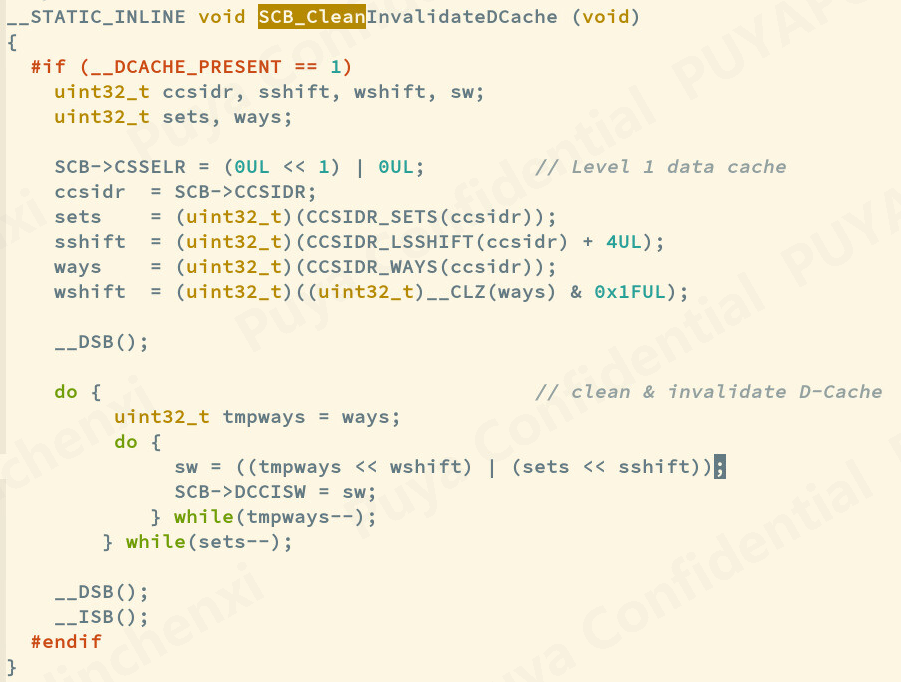 __STATIC_INLINE void SCB_CleanInvalidateDCache (void)
{
  #if (__DCACHE_PRESENT == 1)
    uint32_t ccsidr, sshift, wshift, sw;
    uint32_t sets, ways;

    SCB->CSSELR = (0UL << 1) | 0UL;         // Level 1 data cache
    ccsidr  = SCB->CCSIDR;
    sets    = (uint32_t)(CCSIDR_SETS(ccsidr));
    sshift  = (uint32_t)(CCSIDR_LSSHIFT(ccsidr) + 4UL);
    ways    = (uint32_t)(CCSIDR_WAYS(ccsidr));
    wshift  = (uint32_t)((uint32_t)__CLZ(ways) & 0x1FUL);

    __DSB();

    do {                                    // clean & invalidate D-Cache
         uint32_t tmpways = ways;
         do {
              sw = ((tmpways << wshift) | (sets << sshift));
              SCB->DCCISW = sw;
            } while(tmpways--);
        } while(sets--);

    __DSB();
    __ISB();
  #endif
}
Puya Confidential
Puya Confidential
Puya Confidential